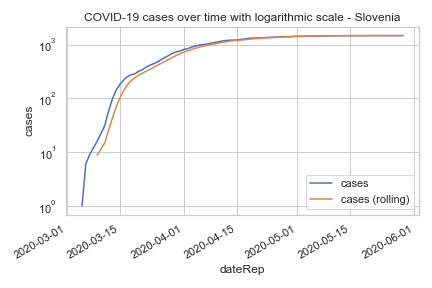 COVID-19 cases over time with logarithmic scale - Slovenia
cases
10³
10²
10¹
10⁰
cases
cases (rolling)
2020-03-01
2020-03-15
2020-04-01
2020-04-15
2020-05-01
2020-05-15
2020-06-01
dateRep